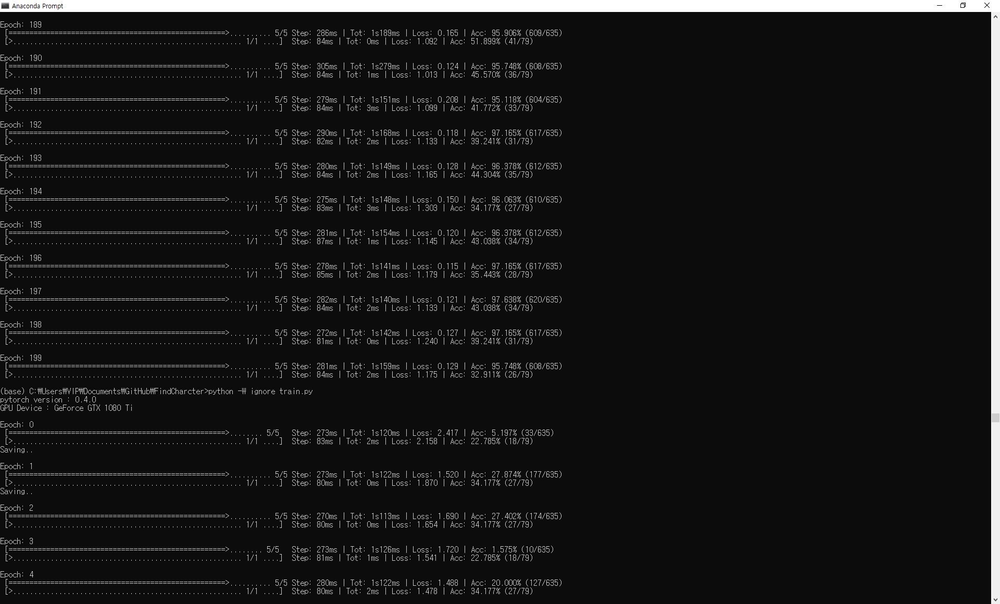 Anaconda Prompt
Epoch: 189
[====================================================>.......... 5/5 Step: 286ms | Tot: 1s189ms | Loss: 0.165 | Acc: 95.906% (609/635)
[>....................................................... 1/1 ....]  Step: 84ms | Tot: 0ms | Loss: 1.092 | Acc: 51.899% (41/79)
Epoch: 190
[====================================================>.......... 5/5 Step: 305ms | Tot: 1s279ms | Loss: 0.124 | Acc: 95.748% (608/635)
[>....................................................... 1/1 ....]  Step: 84ms | Tot: 1ms | Loss: 1.013 | Acc: 45.570% (36/79)
Epoch: 191
[====================================================>.......... 5/5 Step: 279ms | Tot: 1s151ms | Loss: 0.208 | Acc: 95.118% (604/635)
[>....................................................... 1/1 ....]  Step: 84ms | Tot: 3ms | Loss: 1.099 | Acc: 41.772% (33/79)
Epoch: 192
[====================================================>.......... 5/5 Step: 290ms | Tot: 1s168ms | Loss: 0.118 | Acc: 97.165% (617/635)
[>....................................................... 1/1 ....]  Step: 82ms | Tot: 2ms | Loss: 1.133 | Acc: 39.241% (31/79)
Epoch: 193
[====================================================>.......... 5/5 Step: 280ms | Tot: 1s149ms | Loss: 0.128 | Acc: 96.378% (612/635)
[>....................................................... 1/1 ....]  Step: 84ms | Tot: 2ms | Loss: 1.165 | Acc: 44.304% (35/79)
Epoch: 194
[====================================================>.......... 5/5 Step: 275ms | Tot: 1s148ms | Loss: 0.150 | Acc: 96.063% (610/635)
[>....................................................... 1/1 ....]  Step: 83ms | Tot: 3ms | Loss: 1.303 | Acc: 34.177% (27/79)
Epoch: 195
[====================================================>.......... 5/5 Step: 281ms | Tot: 1s154ms | Loss: 0.120 | Acc: 96.378% (612/635)
[>....................................................... 1/1 ....]  Step: 87ms | Tot: 1ms | Loss: 1.145 | Acc: 43.038% (34/79)
Epoch: 196
[====================================================>.......... 5/5 Step: 278ms | Tot: 1s141ms | Loss: 0.115 | Acc: 97.165% (617/635)
[>....................................................... 1/1 ....]  Step: 85ms | Tot: 2ms | Loss: 1.179 | Acc: 35.443% (28/79)
Epoch: 197
[====================================================>.......... 5/5 Step: 282ms | Tot: 1s140ms | Loss: 0.121 | Acc: 97.638% (620/635)
[>....................................................... 1/1 ....]  Step: 84ms | Tot: 2ms | Loss: 1.133 | Acc: 43.038% (34/79)
Epoch: 198
[====================================================>.......... 5/5 Step: 272ms | Tot: 1s142ms | Loss: 0.127 | Acc: 97.165% (617/635)
[>....................................................... 1/1 ....]  Step: 81ms | Tot: 0ms | Loss: 1.240 | Acc: 39.241% (31/79)
Epoch: 199
[====================================================>.......... 5/5 Step: 281ms | Tot: 1s159ms | Loss: 0.129 | Acc: 95.748% (608/635)
[>....................................................... 1/1 ....]  Step: 84ms | Tot: 2ms | Loss: 1.175 | Acc: 32.911% (26/79)
(base) C:₩Users₩VIP₩Documents₩GitHub₩FindCharcter>python -W ignore train.py
pytorch version : 0.4.0
GPU Device : GeForce GTX 1080 Ti
Epoch: 0
[====================================================>........ 5/5   Step: 273ms | Tot: 1s120ms | Loss: 2.417 | Acc: 5.197% (33/635)
[>....................................................... 1/1 ....]  Step: 83ms | Tot: 2ms | Loss: 2.158 | Acc: 22.785% (18/79)
Saving..
Epoch: 1
[====================================================>.......... 5/5 Step: 273ms | Tot: 1s122ms | Loss: 1.520 | Acc: 27.874% (177/635)
[>....................................................... 1/1 ....]  Step: 80ms | Tot: 0ms | Loss: 1.870 | Acc: 34.177% (27/79)
Saving..
Epoch: 2
[====================================================>.......... 5/5 Step: 270ms | Tot: 1s113ms | Loss: 1.690 | Acc: 27.402% (174/635)
[>....................................................... 1/1 ....]  Step: 80ms | Tot: 0ms | Loss: 1.654 | Acc: 34.177% (27/79)
Epoch: 3
[====================================================>........ 5/5   Step: 273ms | Tot: 1s126ms | Loss: 1.720 | Acc: 1.575% (10/635)
[>....................................................... 1/1 ....]  Step: 81ms | Tot: 1ms | Loss: 1.541 | Acc: 22.785% (18/79)
Epoch: 4
[====================================================>.......... 5/5 Step: 280ms | Tot: 1s122ms | Loss: 1.488 | Acc: 20.000% (127/635)
[>....................................................... 1/1 ....]  Step: 80ms | Tot: 2ms | Loss: 1.478 | Acc: 34.177% (27/79)